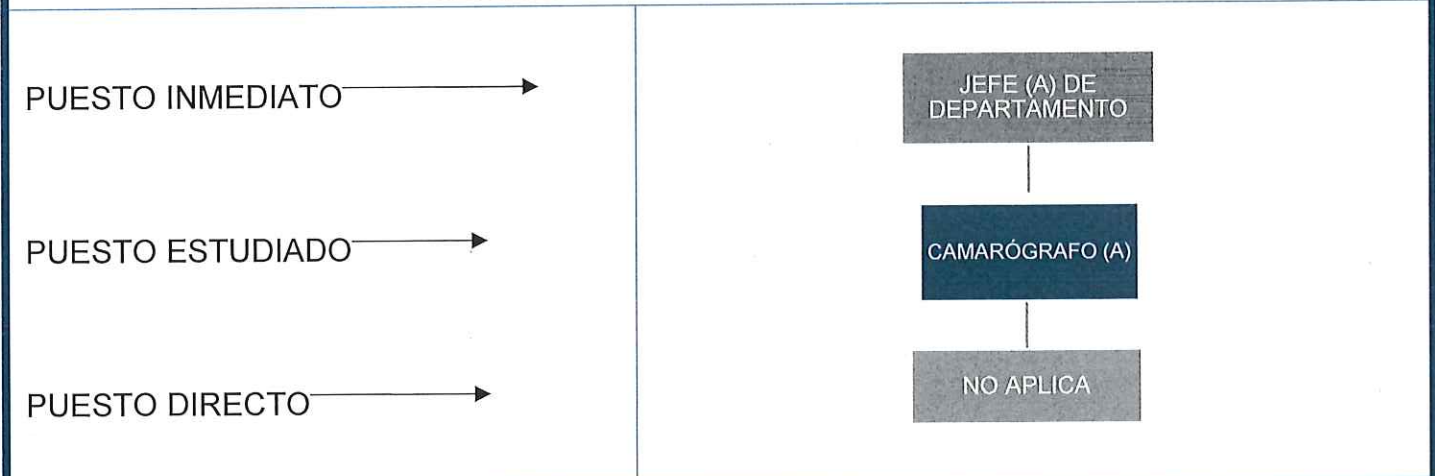 PUESTO INMEDIATO
JEFE (A) DE
DEPARTAMENTO
PUESTO ESTUDIADO
CAMARÓGRAFO (A)
PUESTO DIRECTO
NO APLICA